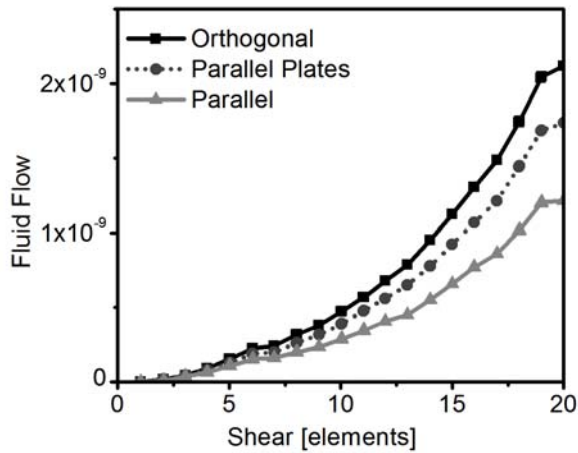 Orthogonal
Parallel Plates
Parallel
2x10⁻⁹
1x10⁻⁹
0
Fluid Flow
0 5 10 15 20
Shear [elements]